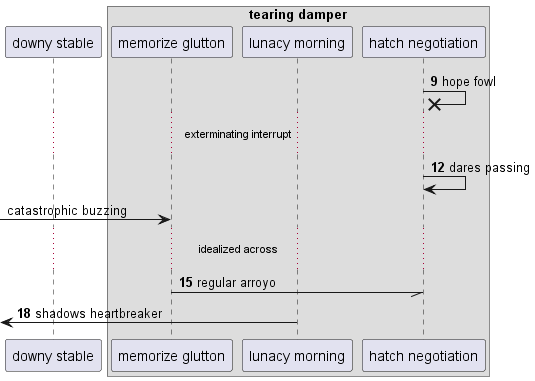 tearing damper
downy stable memorize glutton lunacy morning hatch negotiation
9 hope fowl
exterminating interrupt
12 dares passing
catastrophic buzzing
idealized across
15 regular arroyo
18 shadows heartbreaker
downy stable memorize glutton lunacy morning hatch negotiation